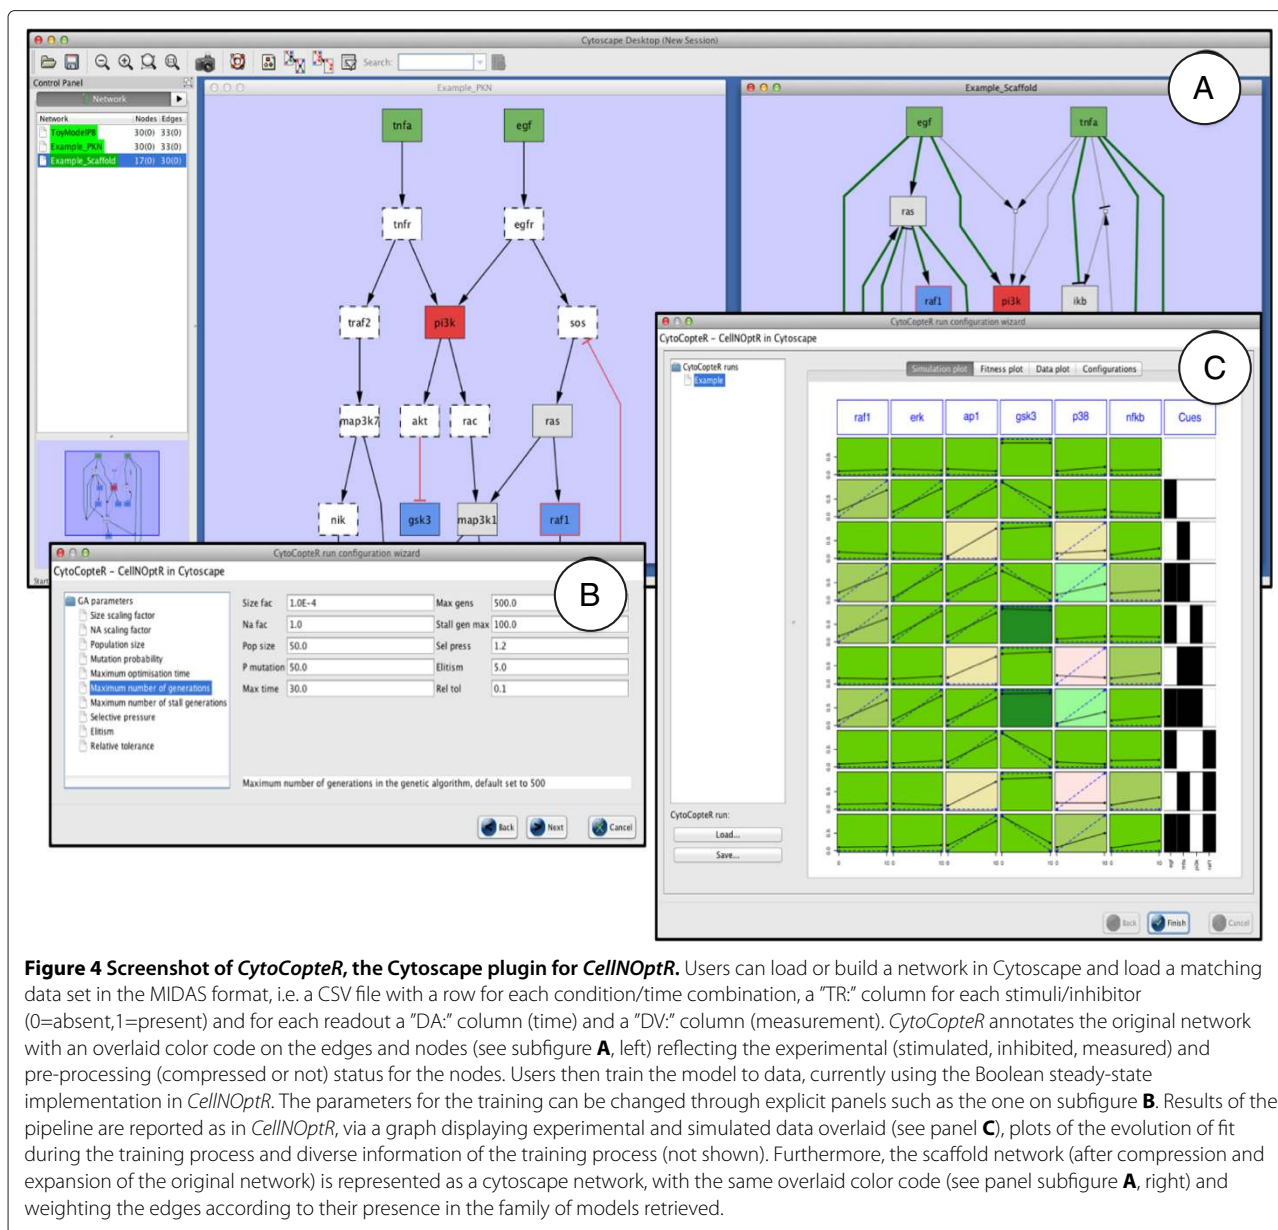 Cytoscape Desktop (New Session)
Search:
Control Panel
Network
Network Nodes Edges
ToyModelPB 30(0) 33(0)
Example_PKN 30(0) 33(0)
Example_Scaffold 17(0) 30(0)
Example_PKN
tnfa egf
tnfr egfr
traf2 pi3k sos
map3k7 akt rac ras
nik gsk3 map3k1 raf1
Example_Scaffold
A
egf tnfa
ras
raf1 pi3k ikb
CytoCopteR run configuration wizard
CytoCopteR – CellNOptR in Cytoscape
B
GA parameters
Size scaling factor
NA scaling factor
Population size
Mutation probability
Maximum optimisation time
Maximum number of generations
Maximum number of stall generations
Selective pressure
Elitism
Relative tolerance
Size fac 1.0E-4 Max gens 500.0
Na fac 1.0 Stall gen max 100.0
Pop size 50.0 Sel press 1.2
P mutation 50.0 Elitism 5.0
Max time 30.0 Rel tol 0.1
Maximum number of generations in the genetic algorithm, default set to 500
Back Next Cancel
CytoCopteR run configuration wizard
CytoCopteR – CellNOptR in Cytoscape
C
CytoCopteR runs
Example
Simulation plot Fitness plot Data plot Configurations
raf1 erk ap1 gsk3 p38 nfkb Cues
egf tnfa pi3k raf1
CytoCopteR run:
Load...
Save...
Back Finish Cancel
Figure 4 Screenshot of CytoCopteR, the Cytoscape plugin for CellNOptR. Users can load or build a network in Cytoscape and load a matching
data set in the MIDAS format, i.e. a CSV file with a row for each condition/time combination, a "TR:" column for each stimuli/inhibitor
(0=absent,1=present) and for each readout a "DA:" column (time) and a "DV:" column (measurement). CytoCopteR annotates the original network
with an overlaid color code on the edges and nodes (see subfigure A, left) reflecting the experimental (stimulated, inhibited, measured) and
pre-processing (compressed or not) status for the nodes. Users then train the model to data, currently using the Boolean steady-state
implementation in CellNOptR. The parameters for the training can be changed through explicit panels such as the one on subfigure B. Results of the
pipeline are reported as in CellNOptR, via a graph displaying experimental and simulated data overlaid (see panel C), plots of the evolution of fit
during the training process and diverse information of the training process (not shown). Furthermore, the scaffold network (after compression and
expansion of the original network) is represented as a cytoscape network, with the same overlaid color code (see panel subfigure A, right) and
weighting the edges according to their presence in the family of models retrieved.